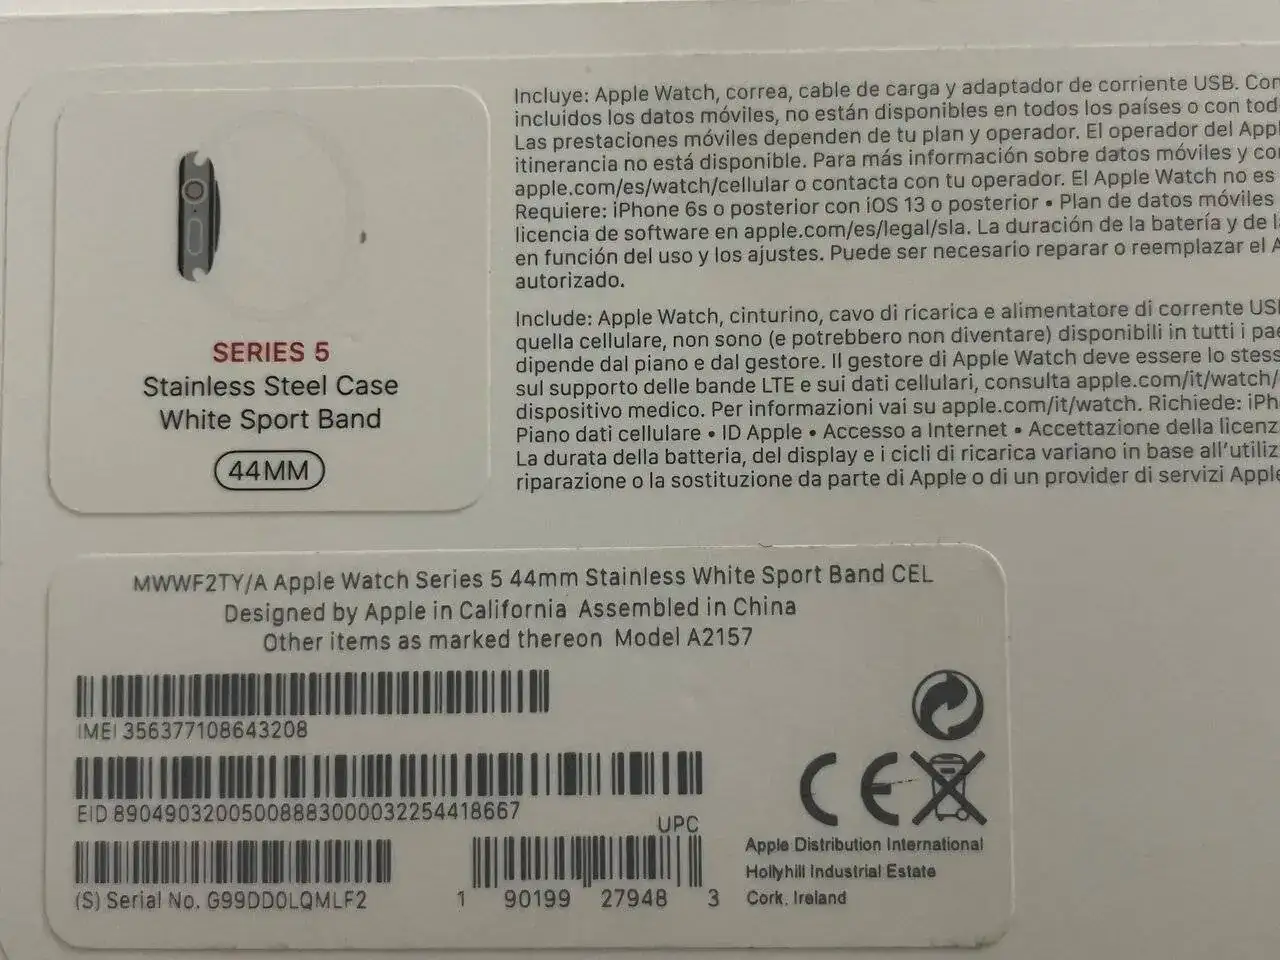 SERIES 5
Stainless Steel Case
White Sport Band
44MM
Incluye: Apple Watch, correa, cable de carga y adaptador de corriente USB. Con
incluidos los datos móviles, no están disponibles en todos los países o con tod
Las prestaciones móviles dependen de tu plan y operador. El operador del Appl
itinerancia no está disponible. Para más información sobre datos móviles y co
apple.com/es/watch/cellular o contacta con tu operador. El Apple Watch no es
Requiere: iPhone 6s o posterior con iOS 13 o posterior • Plan de datos móviles
licencia de software en apple.com/es/legal/sla. La duración de la batería y de l
en función del uso y los ajustes. Puede ser necesario reparar o reemplazar el A
autorizado.
Include: Apple Watch, cinturino, cavo di ricarica e alimentatore di corrente USB
quella cellulare, non sono (e potrebbero non diventare) disponibili in tutti i pae
dipende dal piano e dal gestore. Il gestore di Apple Watch deve essere lo stess
sul supporto delle bande LTE e sui dati cellulari, consulta apple.com/it/watch/
dispositivo medico. Per informazioni vai su apple.com/it/watch. Richiede: iPh
Piano dati cellulare • ID Apple • Accesso a Internet • Accettazione della licenz
La durata della batteria, del display e i cicli di ricarica variano in base all'utiliz
riparazione o la sostituzione da parte di Apple o di un provider di servizi Apple
MWWF2TY/A Apple Watch Series 5 44mm Stainless White Sport Band CEL
Designed by Apple in California Assembled in China
Other items as marked thereon Model A2157
IMEI 356377108643208
EID 89049032005008883000032254418667
UPC
(S) Serial No. G99DD0LQMLF2
1 90199 27948 3
CE
Apple Distribution International
Hollyhill Industrial Estate
Cork, Ireland